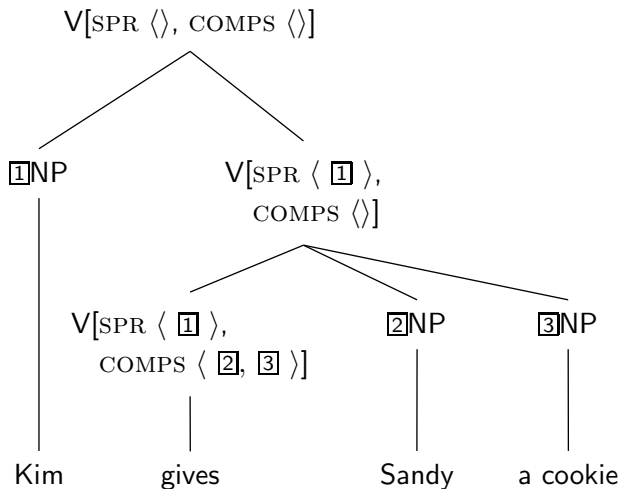 V[SPR ⟨⟩, COMPS ⟨⟩]
1NP V[SPR ⟨ 1 ⟩,
COMPS ⟨⟩]
V[SPR ⟨ 1 ⟩, 2NP 3NP
COMPS ⟨ 2, 3 ⟩]
Kim gives Sandy a cookie